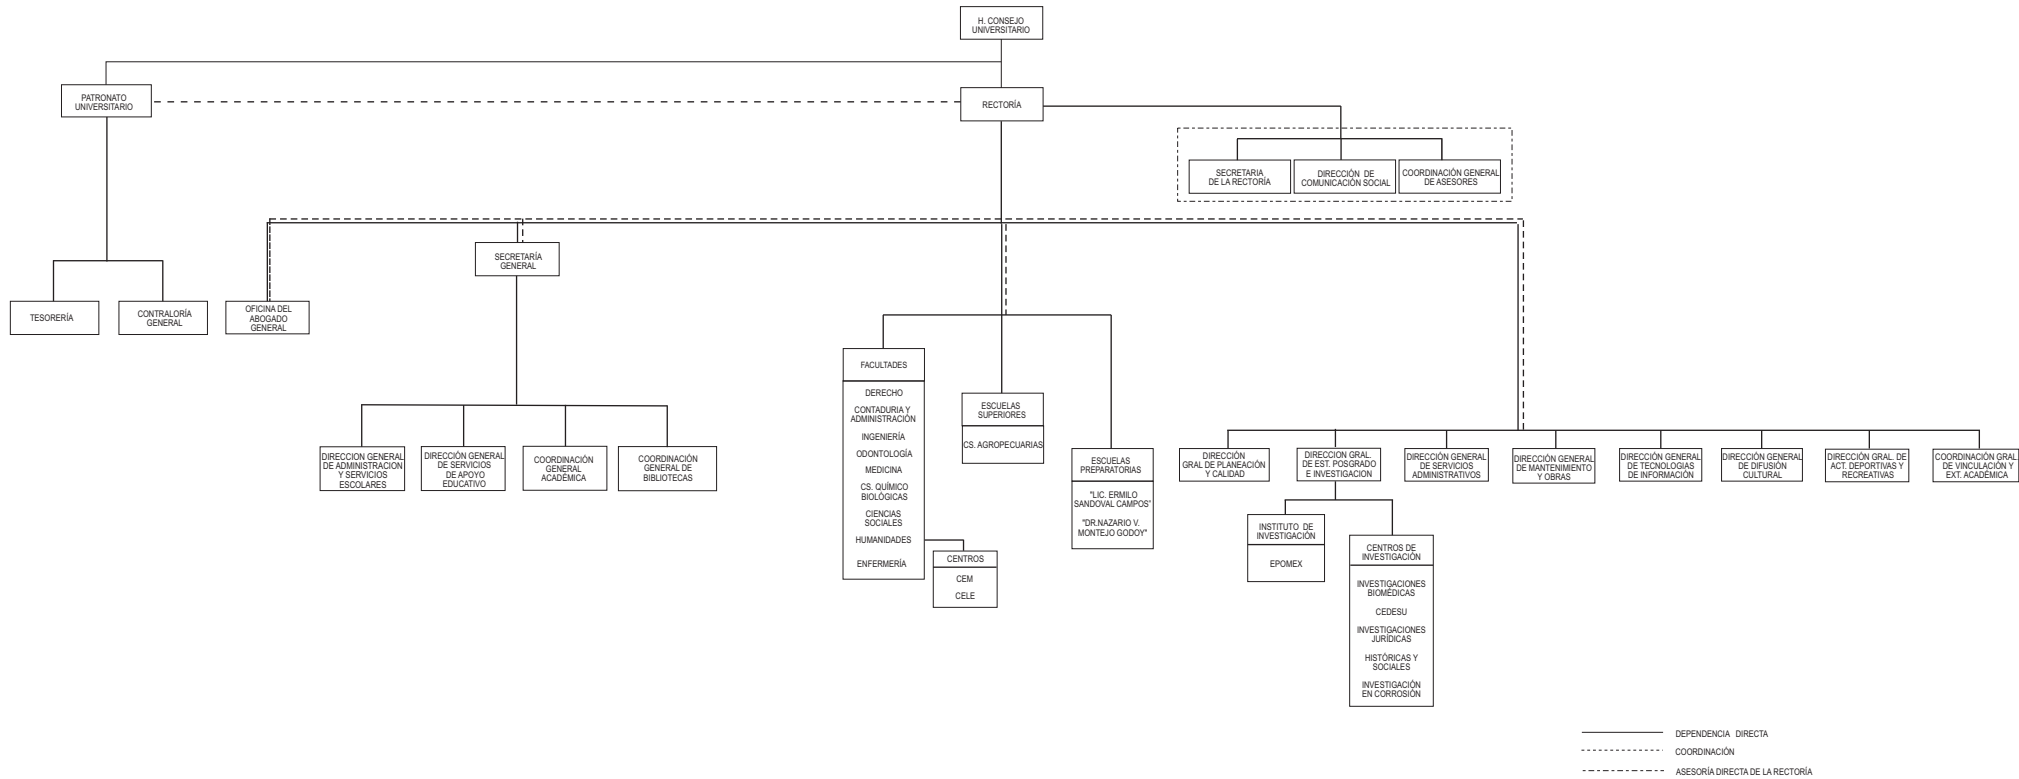 H. CONSEJO
UNIVERSITARIO
PATRONATO
UNIVERSITARIO
RECTORÍA
SECRETARIA
DE LA RECTORÍA
DIRECCIÓN DE
COMUNICACIÓN SOCIAL
COORDINACIÓN GENERAL
DE ASESORES
SECRETARÍA
GENERAL
TESORERÍA
CONTRALORÍA
GENERAL
OFICINA DEL
ABOGADO
GENERAL
DIRECCION GENERAL
DE ADMINISTRACION
Y SERVICIOS
ESCOLARES
DIRECCIÓN GENERAL
DE SERVICIOS
DE APOYO
EDUCATIVO
COORDINACIÓN
GENERAL
ACADÉMICA
COORDINACIÓN
GENERAL DE
BIBLIOTECAS
FACULTADES
DERECHO
CONTADURIA Y
ADMINISTRACIÓN
INGENIERÍA
ODONTOLOGÍA
MEDICINA
CS. QUÍMICO
BIOLÓGICAS
CIENCIAS
SOCIALES
HUMANIDADES
ENFERMERÍA
CENTROS
CEM
CELE
ESCUELAS
SUPERIORES
CS. AGROPECUARIAS
ESCUELAS
PREPARATORIAS
"LIC. ERMILO
SANDOVAL CAMPOS"
"DR.NAZARIO V.
MONTEJO GODOY"
DIRECCIÓN
GRAL DE PLANEACIÓN
Y CALIDAD
DIRECCION GRAL.
DE EST. POSGRADO
E INVESTIGACION
DIRECCIÓN GENERAL
DE SERVICIOS
ADMINISTRATIVOS
DIRECCIÓN GENERAL
DE MANTENIMIENTO
Y OBRAS
DIRECCIÓN GENERAL
DE TECNOLOGIAS
DE INFORMACIÓN
DIRECCIÓN GENERAL
DE DIFUSIÓN
CULTURAL
DIRECCIÓN GRAL. DE
ACT. DEPORTIVAS Y
RECREATIVAS
COORDINACIÓN GRAL.
DE VINCULACIÓN Y
EXT. ACADÉMICA
INSTITUTO DE
INVESTIGACIÓN
EPOMEX
CENTROS DE
INVESTIGACIÓN
INVESTIGACIONES
BIOMÉDICAS
CEDESU
INVESTIGACIONES
JURÍDICAS
HISTÓRICAS Y
SOCIALES
INVESTIGACIÓN
EN CORROSIÓN
DEPENDENCIA DIRECTA
COORDINACIÓN
ASESORÍA DIRECTA DE LA RECTORÍA